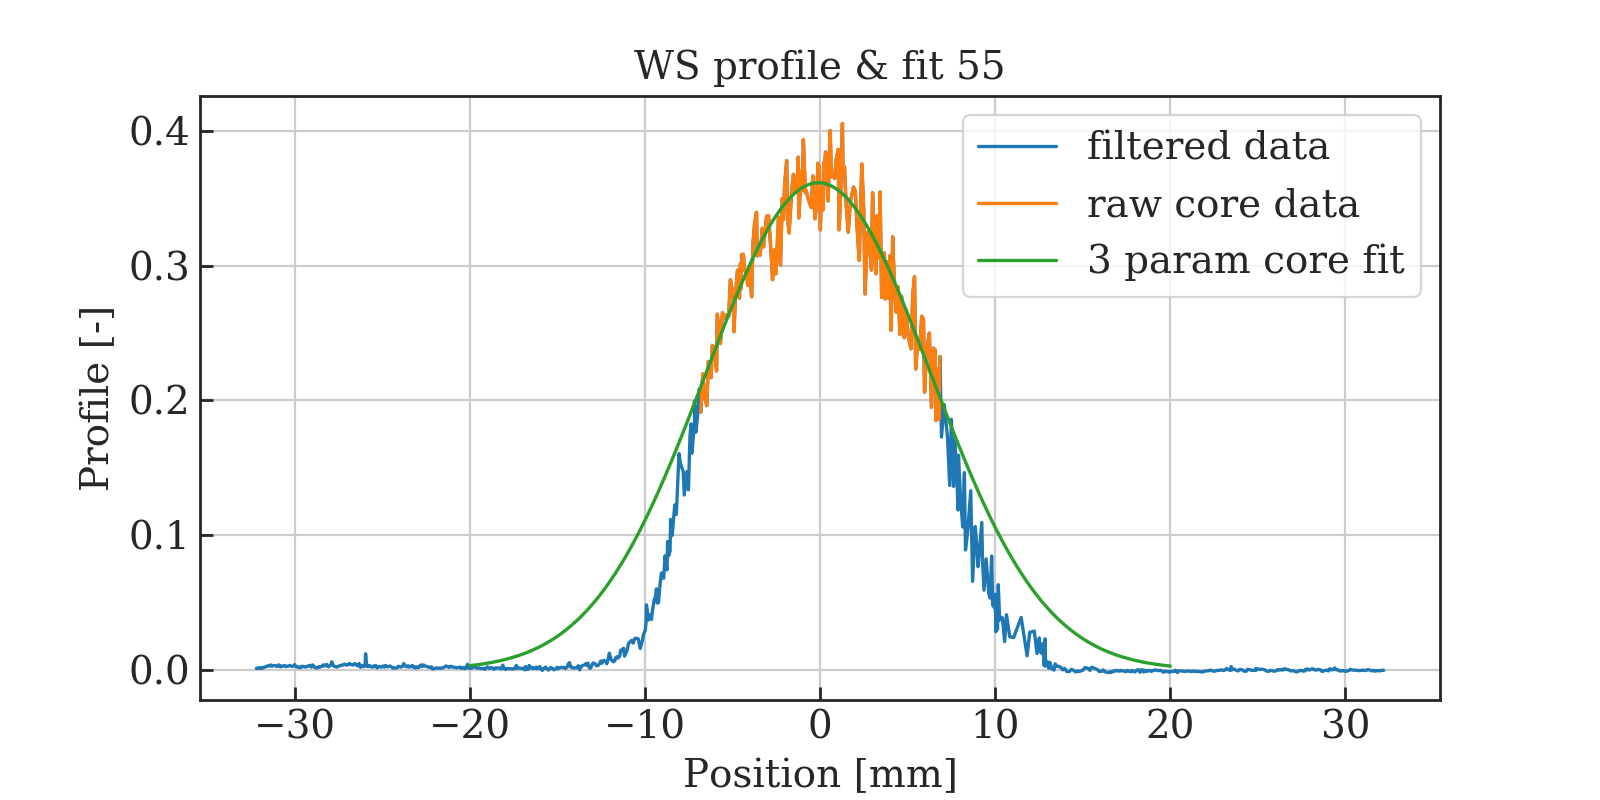 WS profile & fit 55
0.4
0.3
0.2
0.1
0.0
Profile [-]
filtered data
raw core data
3 param core fit
−30
−20
−10
0
10
20
30
Position [mm]